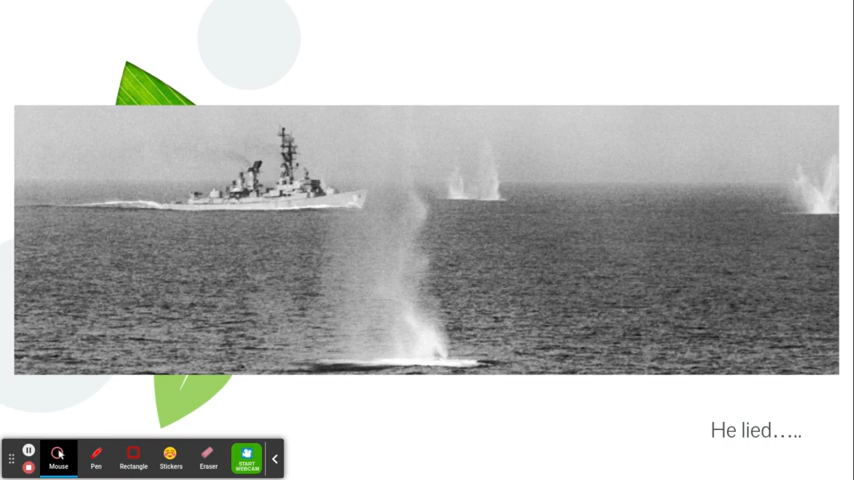 He lied.....
Mouse
Pen
Rectangle
Stickers
Eraser
START
WEBCAM